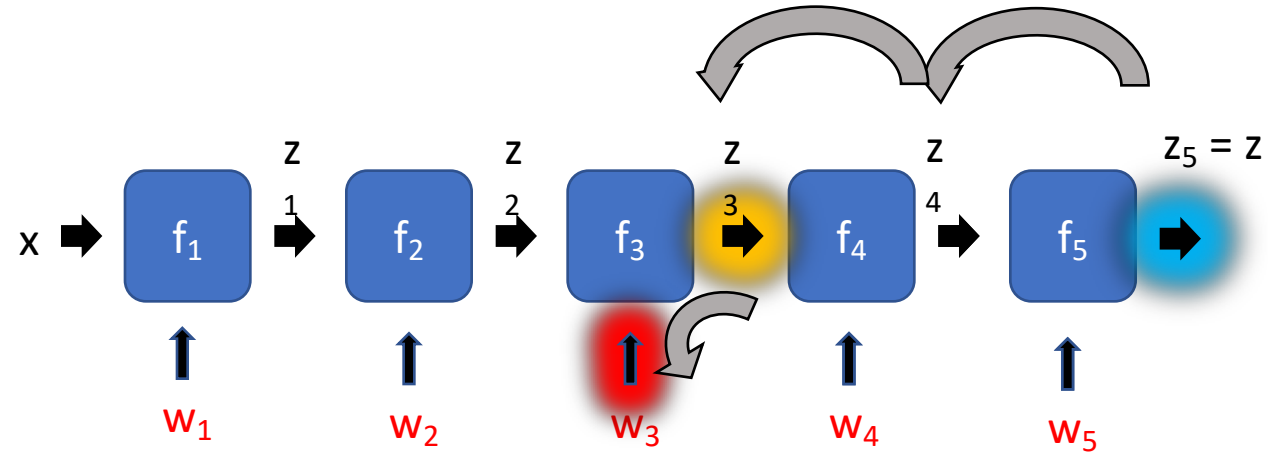 z z z z z₅ = z
1 2 3 4
x f₁ f₂ f₃ f₄ f₅
w₁ w₂ w₃ w₄ w₅